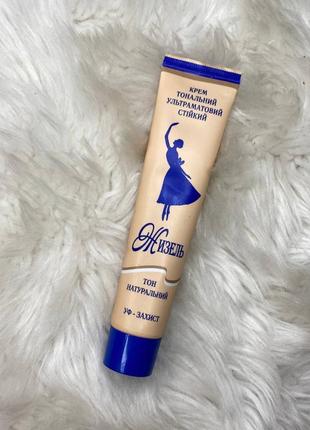 КРЕМ
ТОНАЛЬНИЙ
УЛЬТРАМАТОВИЙ
СТІЙКИЙ
Жизель
ТОН
НАТУРАЛЬНИЙ
УФ - ЗАХИСТ